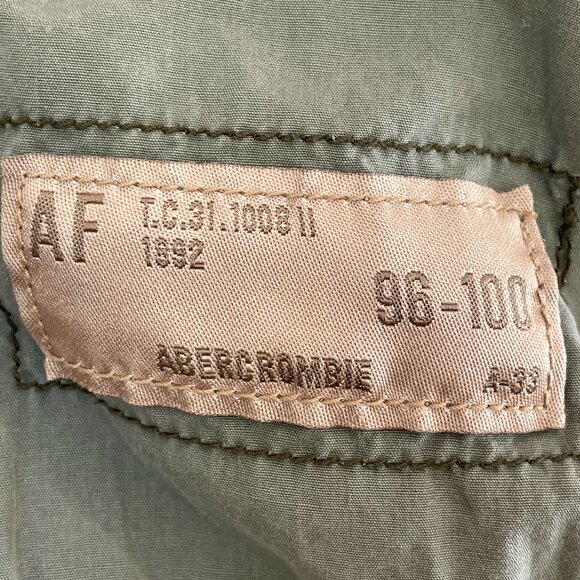 AF
T.C.31.1008 II
1992
96-100
ABERCROMBIE
A-33